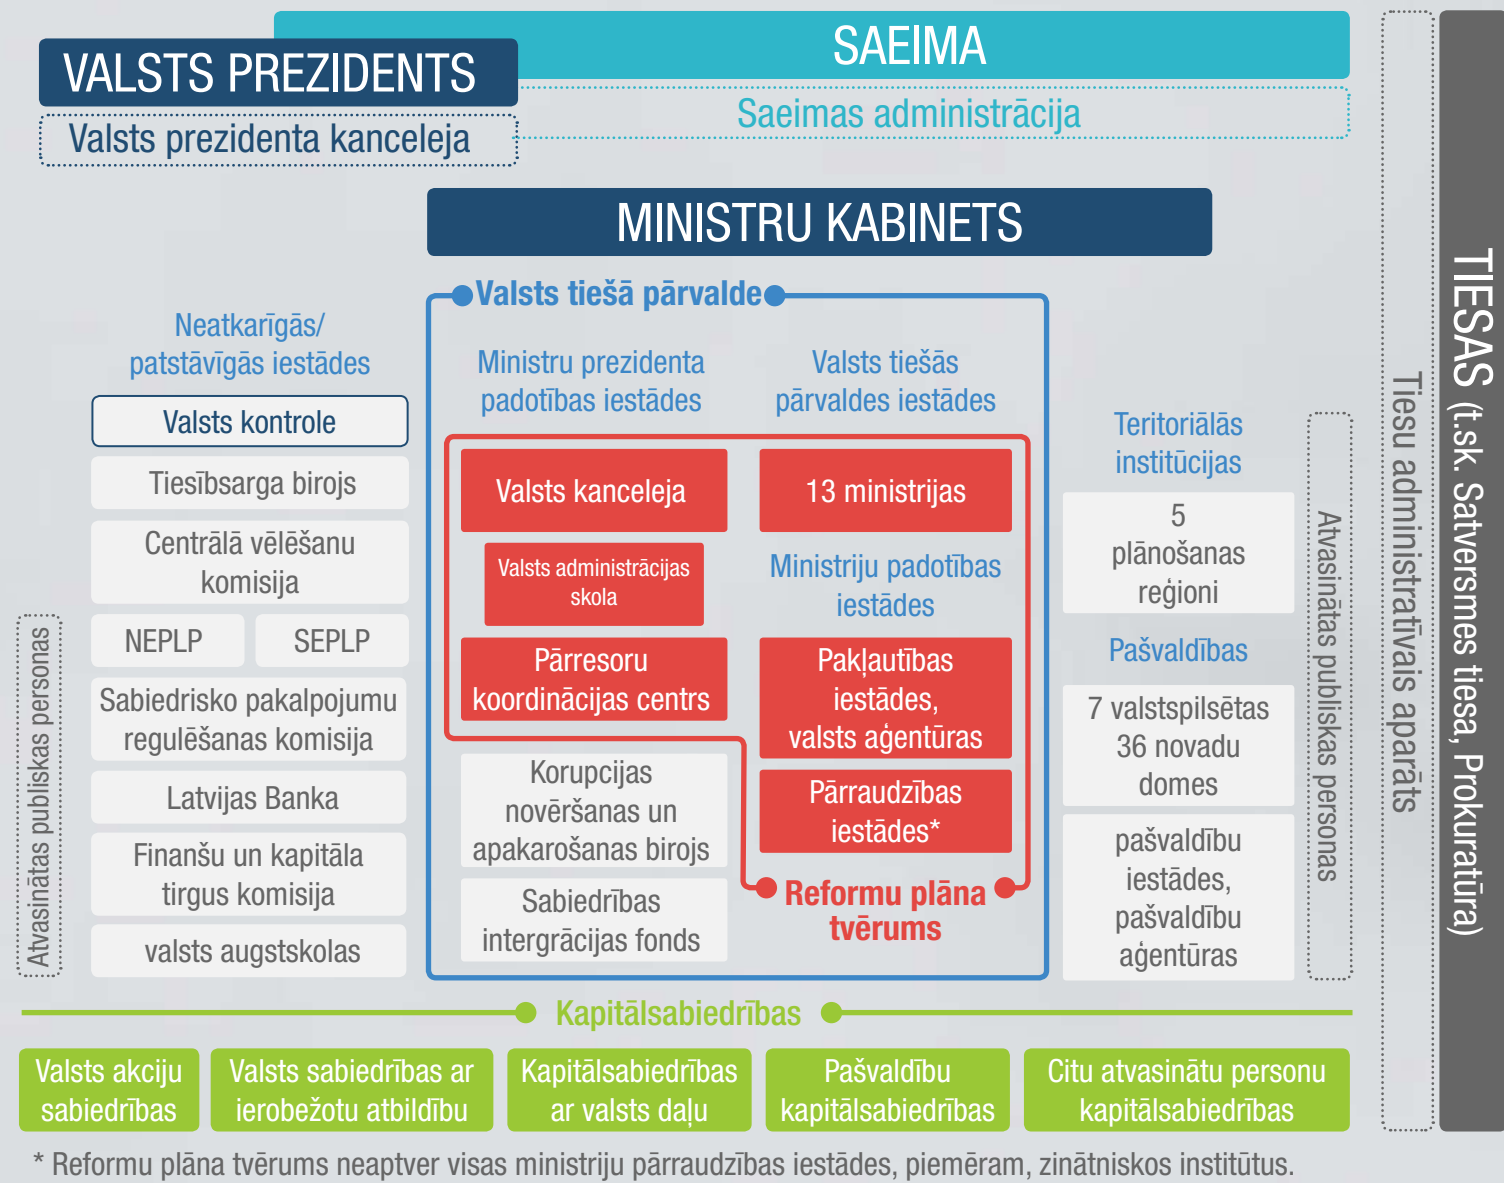 SAEIMA
VALSTS PREZIDENTS
Saeimas administrācija
Valsts prezidenta kanceleja
MINISTRU KABINETS
Valsts tiešā pārvalde
Neatkarīgās/
patstāvīgās iestādes
Valsts kontrole
Tiesībsarga birojs
Centrālā vēlēšanu
komisija
NEPLP
SEPLP
Sabiedrisko pakalpojumu
regulēšanas komisija
Latvijas Banka
Finanšu un kapitāla
tirgus komisija
valsts augstskolas
Atvasinātas publiskas personas
Ministru prezidenta
padotības iestādes
Valsts kanceleja
Valsts administrācijas
skola
Pārresoru
koordinācijas centrs
Korupcijas
novēršanas un
apakarošanas birojs
Sabiedrības
intergrācijas fonds
Valsts tiešās
pārvaldes iestādes
13 ministrijas
Ministriju padotības
iestādes
Pakļautības
iestādes,
valsts aģentūras
Pārraudzības
iestādes*
Reformu plāna
tvērums
Teritoriālās
institūcijas
5
plānošanas
reģioni
Pašvaldības
7 valstspilsētas
36 novadu
domes
pašvaldību
iestādes,
pašvaldību
aģentūras
Atvasinātas publiskas personas
Tiesu administratīvais aparāts
TIESAS (t.sk. Satversmes tiesa, Prokuratūra)
Kapitālsabiedrības
Valsts akciju
sabiedrības
Valsts sabiedrības ar
ierobežotu atbildību
Kapitālsabiedrības
ar valsts daļu
Pašvaldību
kapitālsabiedrības
Citu atvasinātu personu
kapitālsabiedrības
* Reformu plāna tvērums neaptver visas ministriju pārraudzības iestādes, piemēram, zinātniskos institūtus.